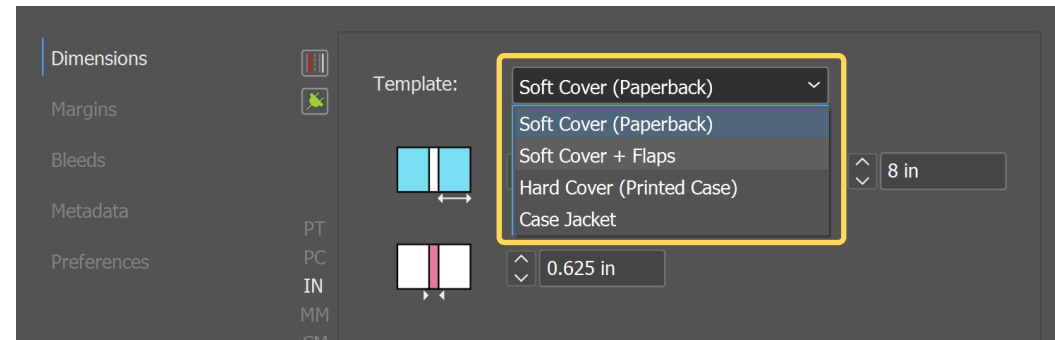 Dimensions
Margins
Bleeds
Metadata
Preferences
PT
PC
IN
MM
CM
Template:
Soft Cover (Paperback)
Soft Cover (Paperback)
Soft Cover + Flaps
Hard Cover (Printed Case)
Case Jacket
8 in
0.625 in